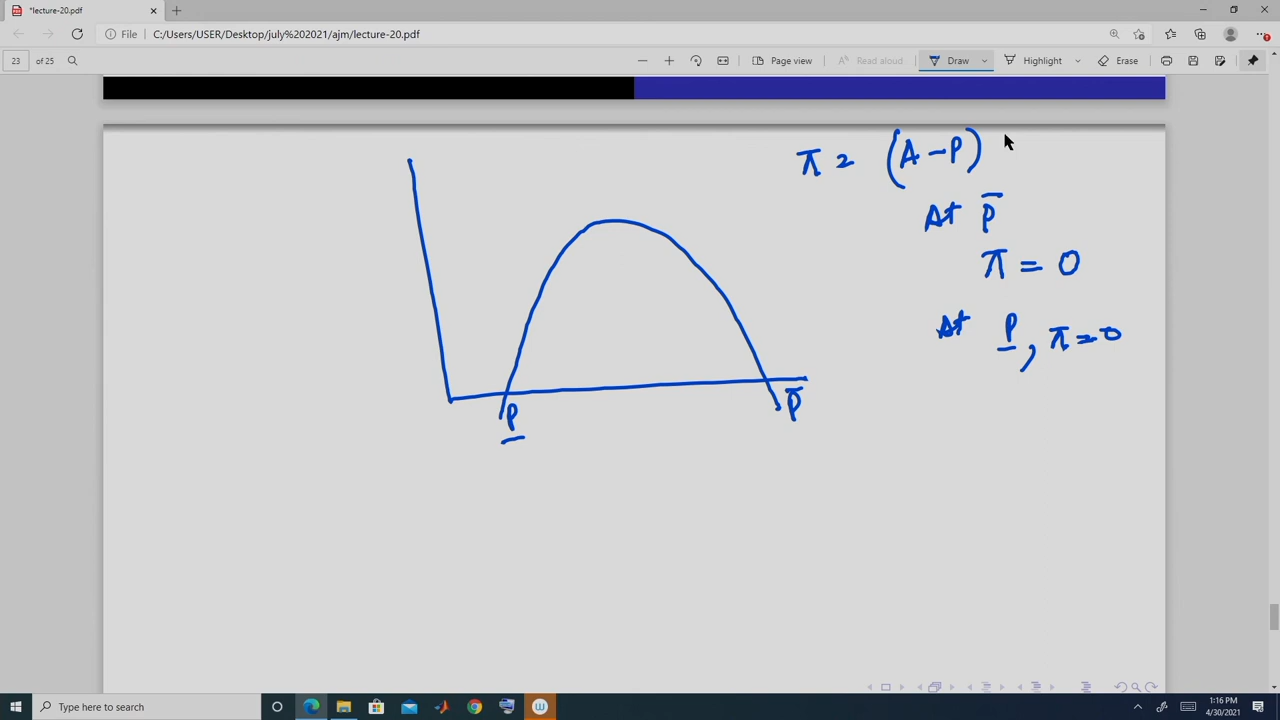 *lecture-20.pdf
File
C:/Users/USER/Desktop/july%202021/ajm/lecture-20.pdf
23 of 25
Page view
Read aloud
Draw
Highlight
Erase
π = (A - P)
At P̅
π = 0
At P̲, π = 0
P̲
P̅
Type here to search
1:16 PM
4/30/2021